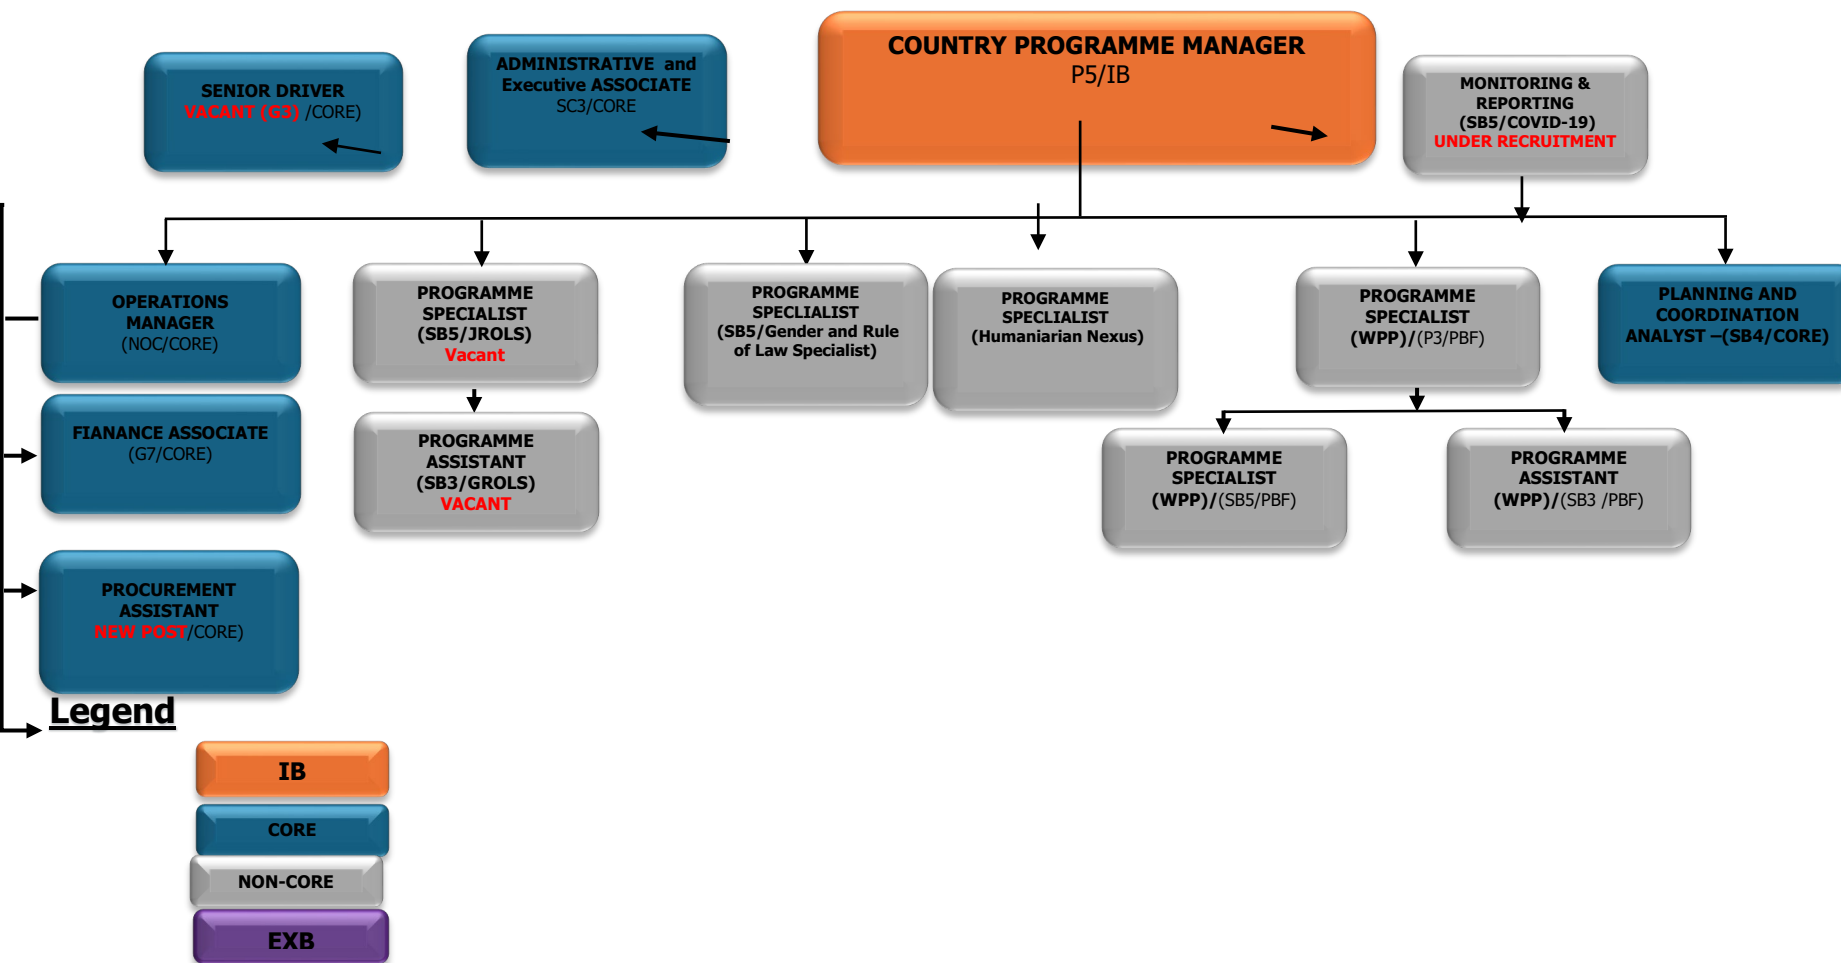 SENIOR DRIVER
VACANT (G3) /CORE)
ADMINISTRATIVE and
Executive ASSOCIATE
SC3/CORE
COUNTRY PROGRAMME MANAGER
P5/IB
MONITORING &
REPORTING
(SB5/COVID-19)
UNDER RECRUITMENT
OPERATIONS
MANAGER
(NOC/CORE)
PROGRAMME
SPECIALIST
(SB5/JROLS)
Vacant
PROGRAMME
SPECLIALIST
(SB5/Gender and Rule
of Law Specialist)
PROGRAMME
SPECLIALIST
(Humaniarian Nexus)
PROGRAMME
SPECIALIST
(WPP)/(P3/PBF)
PLANNING AND
COORDINATION
ANALYST –(SB4/CORE)
FIANANCE ASSOCIATE
(G7/CORE)
PROGRAMME
ASSISTANT
(SB3/GROLS)
VACANT
PROGRAMME
SPECIALIST
(WPP)/(SB5/PBF)
PROGRAMME
ASSISTANT
(WPP)/(SB3 /PBF)
PROCUREMENT
ASSISTANT
NEW POST/CORE)
Legend
IB
CORE
NON-CORE
EXB